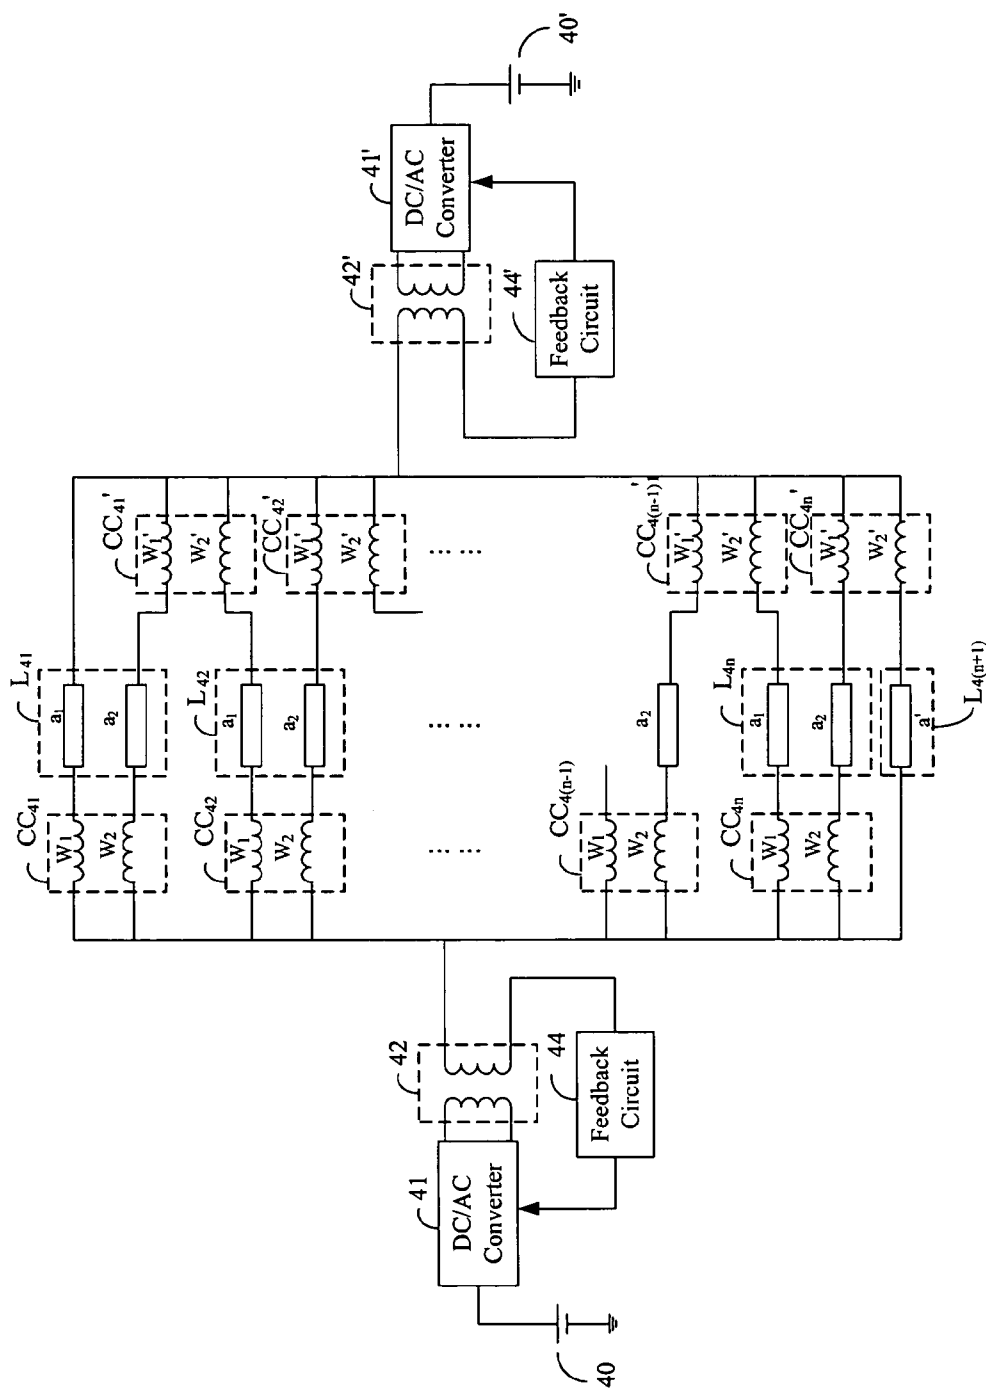 40'
41'
DC/AC
Converter
42'
44'
Feedback
Circuit
CC41'
W1'
W2'
CC42'
W1'
W2'
... ...
CC4(n-1)'
W1'
W2'
CC4n'
W1'
W2'
L41
a1
a2
L42
a1
a2
... ...
a2
L4n
a1
a2
a'
L4(n+1)
CC41
W1
W2
CC42
W1
W2
... ...
CC4(n-1)
W1
W2
CC4n
W1
W2
42
44
Feedback
Circuit
41
DC/AC
Converter
40